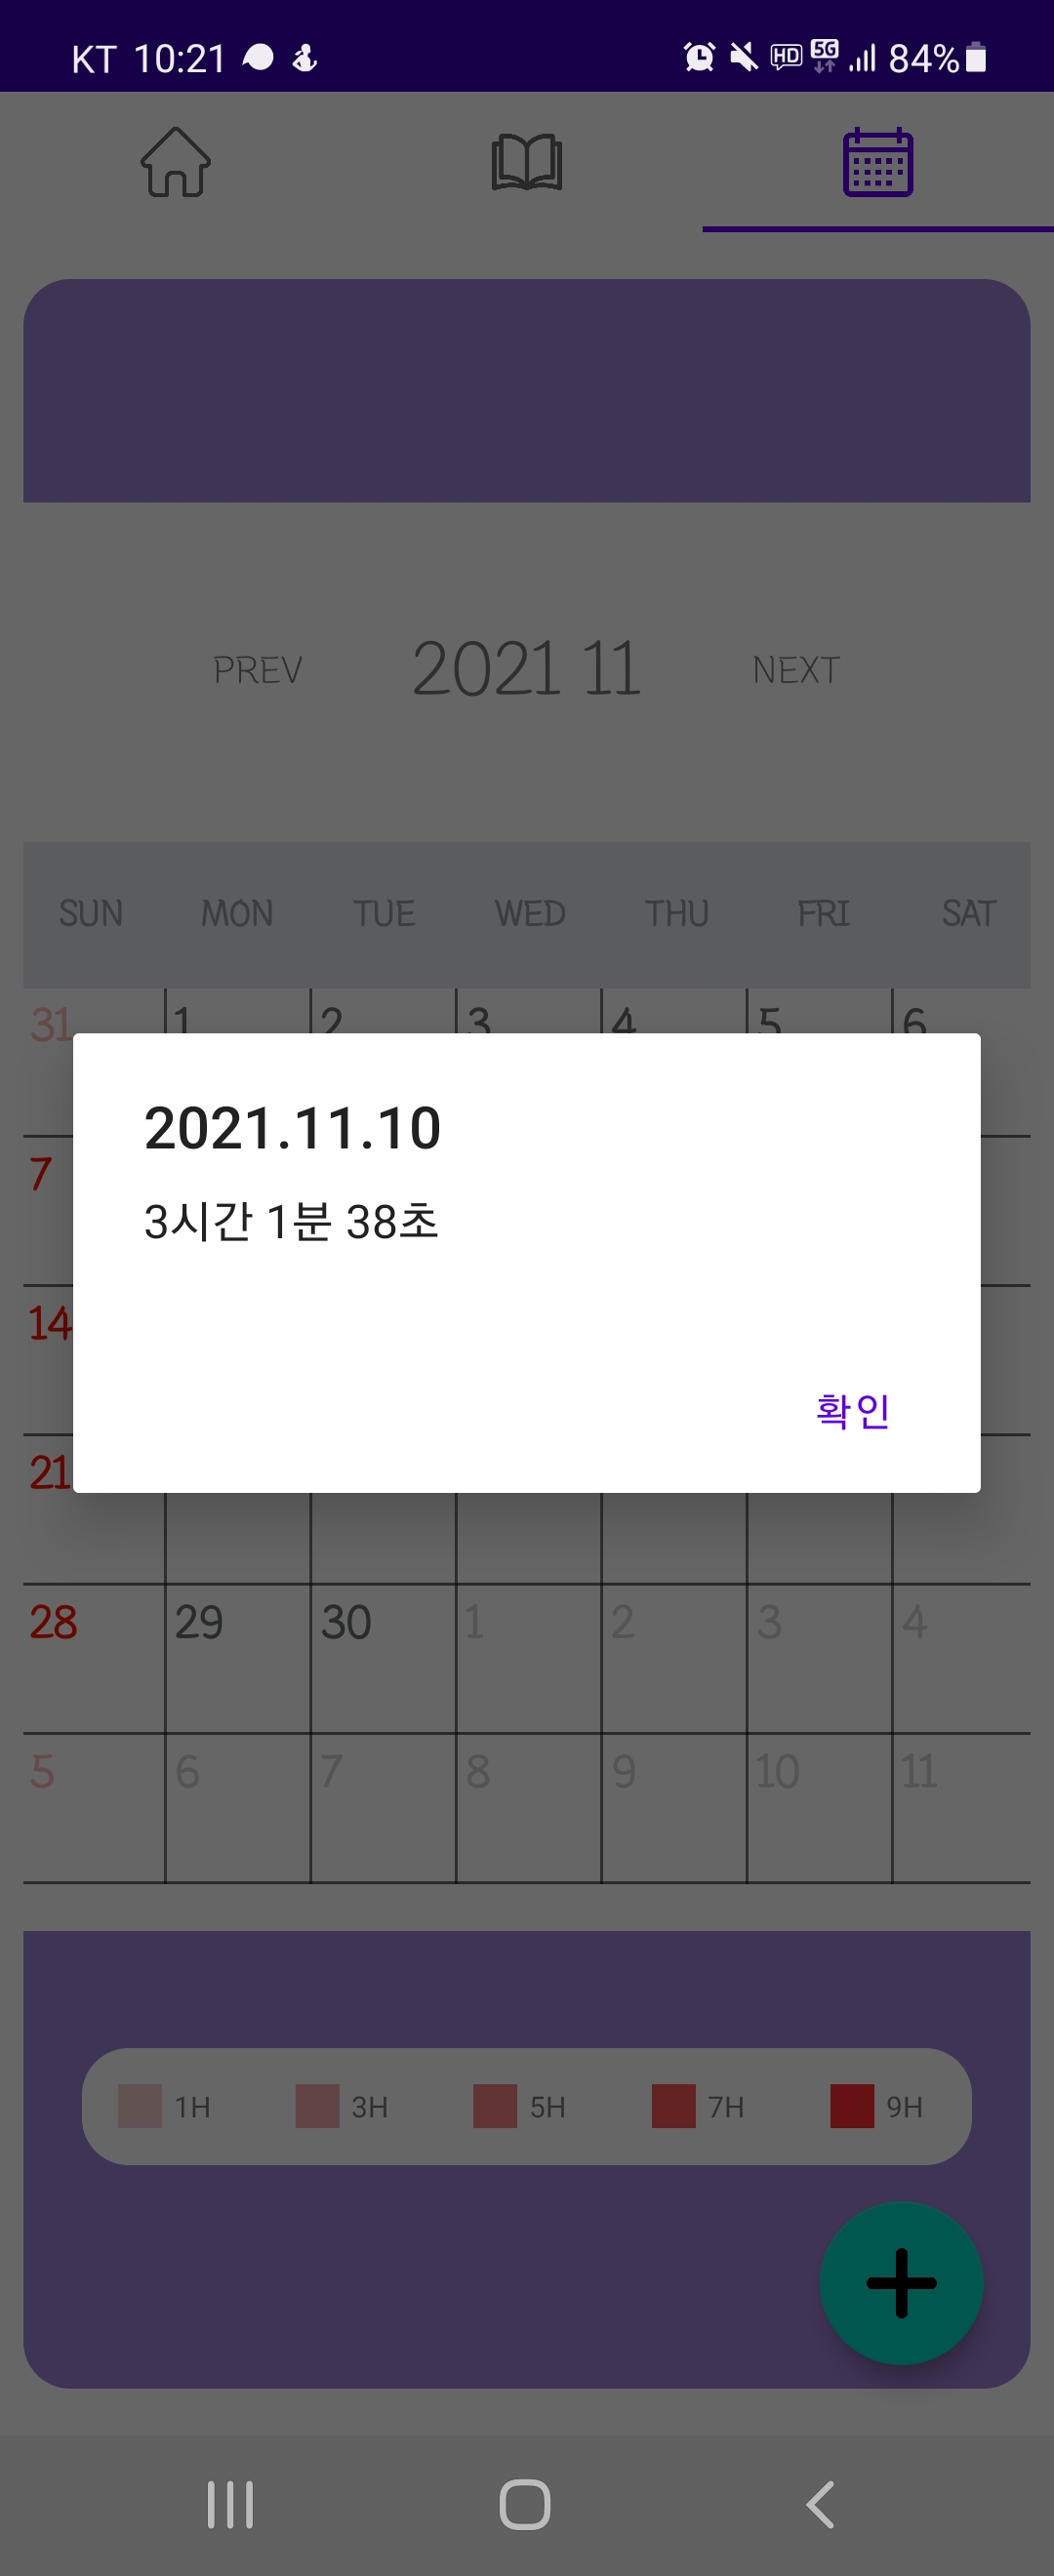 KT 10:21 HD 5G 84%
PREV 2021 11 NEXT
SUN MON TUE WED THU FRI SAT
31 1 2 3 4 5 6
2021.11.10
7
3시간 1분 38초
14
확인
21
28 29 30 1 2 3 4
5 6 7 8 9 10 11
1H 3H 5H 7H 9H